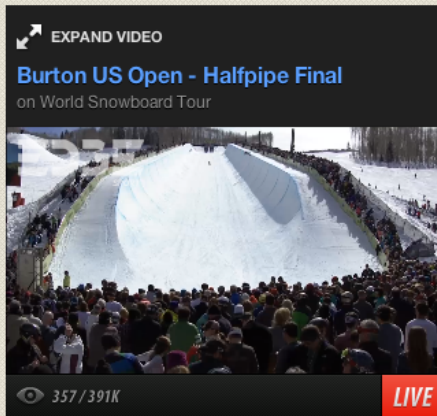 EXPAND VIDEO
Burton US Open - Halfpipe Final
on World Snowboard Tour
357/391K
LIVE